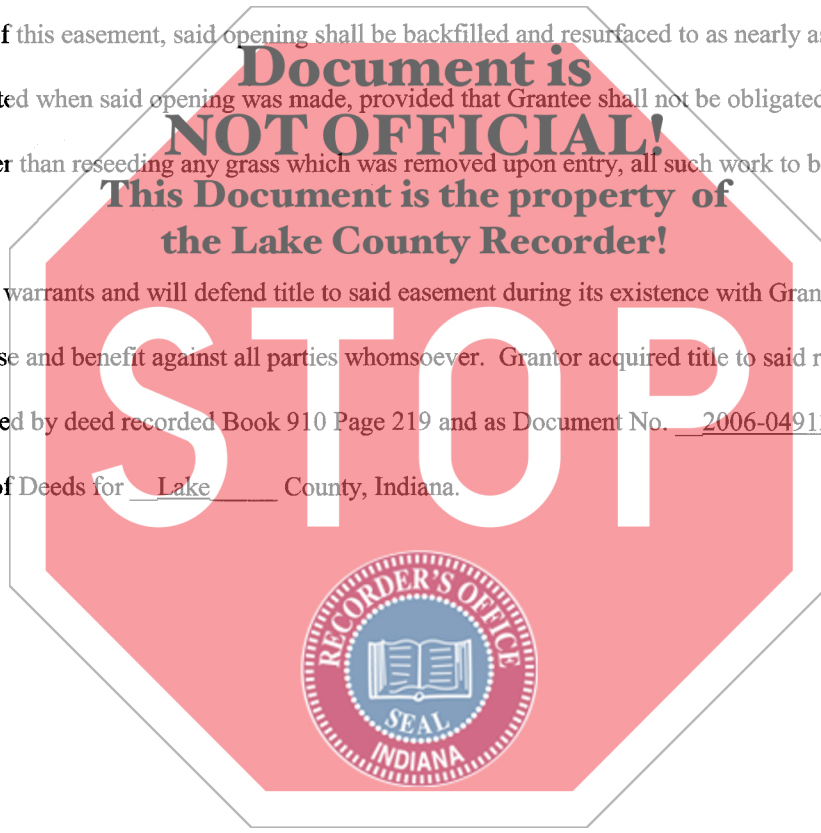 f this easement, said opening shall be backfilled and resurfaced to as nearly as
Document is
ted when said opening was made, provided that Grantee shall not be obligated
NOT OFFICIAL!
er than reseeding any grass which was removed upon entry, all such work to b
This Document is the property of
the Lake County Recorder!
warrants and will defend title to said easement during its existence with Gran
STOP
se and benefit against all parties whomsoever. Grantor acquired title to said r
ed by deed recorded Book 910 Page 219 and as Document No. __2006-0491
of Deeds for __Lake_____ County, Indiana.
RECORDER'S OFFICE
SEAL
INDIANA